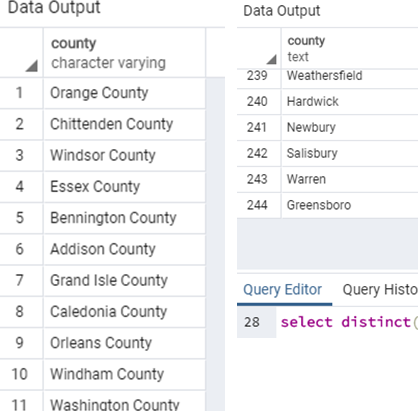 Data Output
county
character varying
1 Orange County
2 Chittenden County
3 Windsor County
4 Essex County
5 Bennington County
6 Addison County
7 Grand Isle County
8 Caledonia County
9 Orleans County
10 Windham County
11 Washington County
Data Output
county
text
239 Weathersfield
240 Hardwick
241 Newbury
242 Salisbury
243 Warren
244 Greensboro
Query Editor Query Histo
28 select distinct(